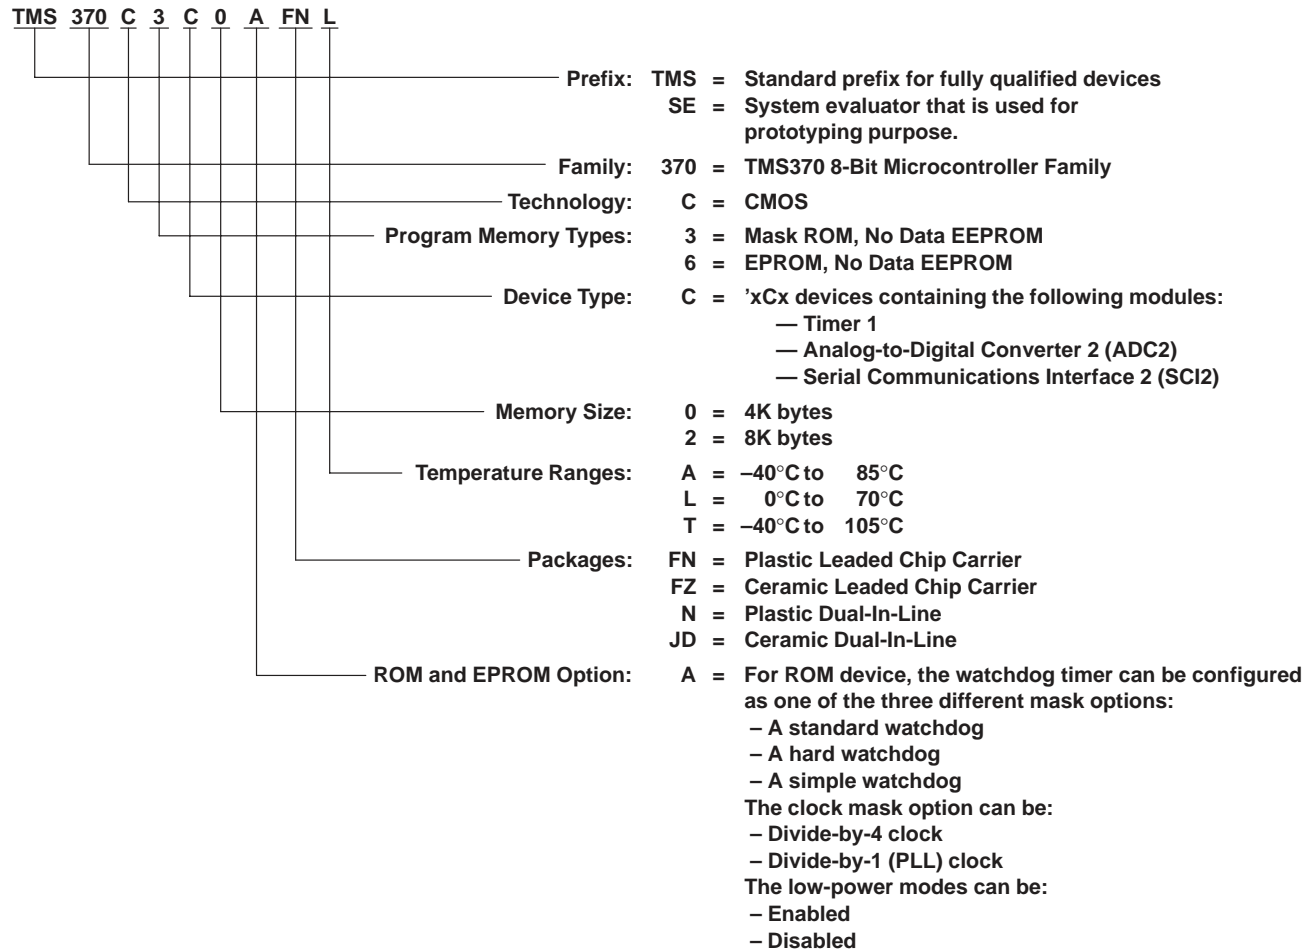 TMS 370 C 3 C 0 A FN L
Prefix: TMS = Standard prefix for fully qualified devices
SE = System evaluator that is used for
prototyping purpose.
Family: 370 = TMS370 8-Bit Microcontroller Family
Technology: C = CMOS
Program Memory Types: 3 = Mask ROM, No Data EEPROM
6 = EPROM, No Data EEPROM
Device Type: C = ’xCx devices containing the following modules:
— Timer 1
— Analog-to-Digital Converter 2 (ADC2)
— Serial Communications Interface 2 (SCI2)
Memory Size: 0 = 4K bytes
2 = 8K bytes
Temperature Ranges: A = –40°C to 85°C
L = 0°C to 70°C
T = –40°C to 105°C
Packages: FN = Plastic Leaded Chip Carrier
FZ = Ceramic Leaded Chip Carrier
N = Plastic Dual-In-Line
JD = Ceramic Dual-In-Line
ROM and EPROM Option: A = For ROM device, the watchdog timer can be configured
as one of the three different mask options:
– A standard watchdog
– A hard watchdog
– A simple watchdog
The clock mask option can be:
– Divide-by-4 clock
– Divide-by-1 (PLL) clock
The low-power modes can be:
– Enabled
– Disabled